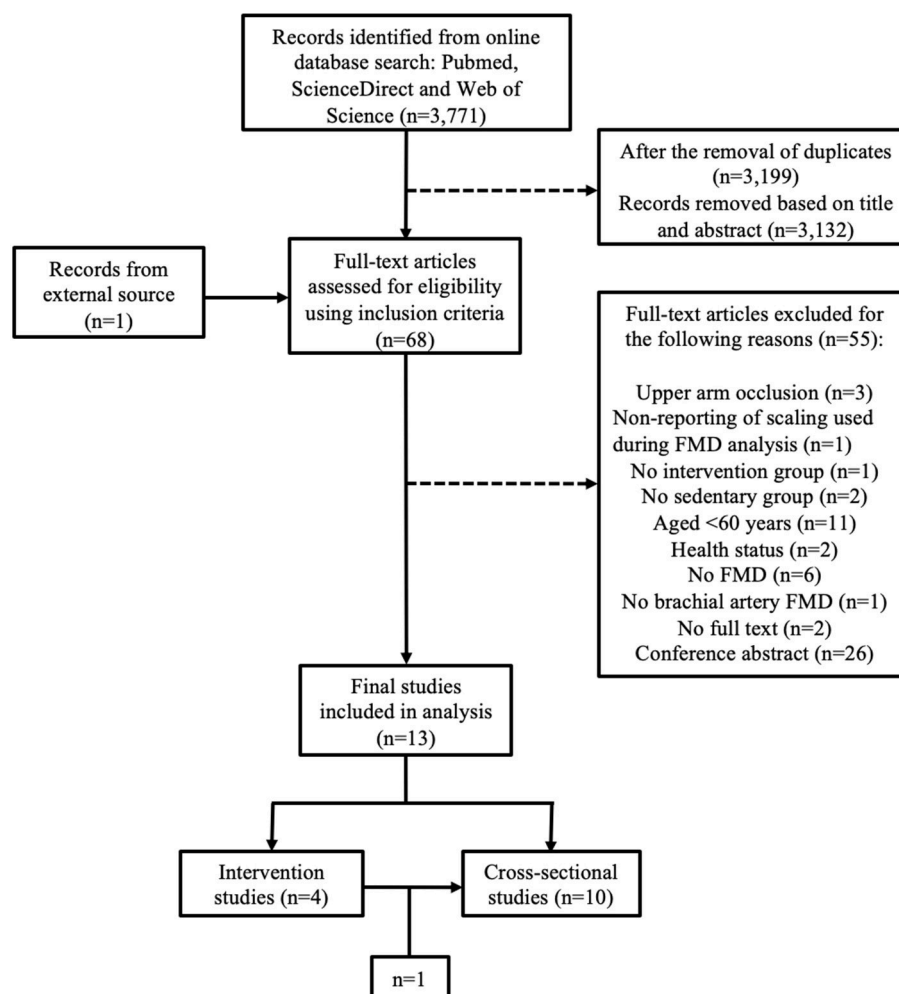 Records identified from online
database search: Pubmed,
ScienceDirect and Web of
Science (n=3,771)
After the removal of duplicates
(n=3,199)
Records removed based on title
and abstract (n=3,132)
Records from
external source
(n=1)
Full-text articles
assessed for eligibility
using inclusion criteria
(n=68)
Full-text articles excluded for
the following reasons (n=55):
Upper arm occlusion (n=3)
Non-reporting of scaling used
during FMD analysis (n=1)
No intervention group (n=1)
No sedentary group (n=2)
Aged <60 years (n=11)
Health status (n=2)
No FMD (n=6)
No brachial artery FMD (n=1)
No full text (n=2)
Conference abstract (n=26)
Final studies
included in analysis
(n=13)
Intervention
studies (n=4)
Cross-sectional
studies (n=10)
n=1